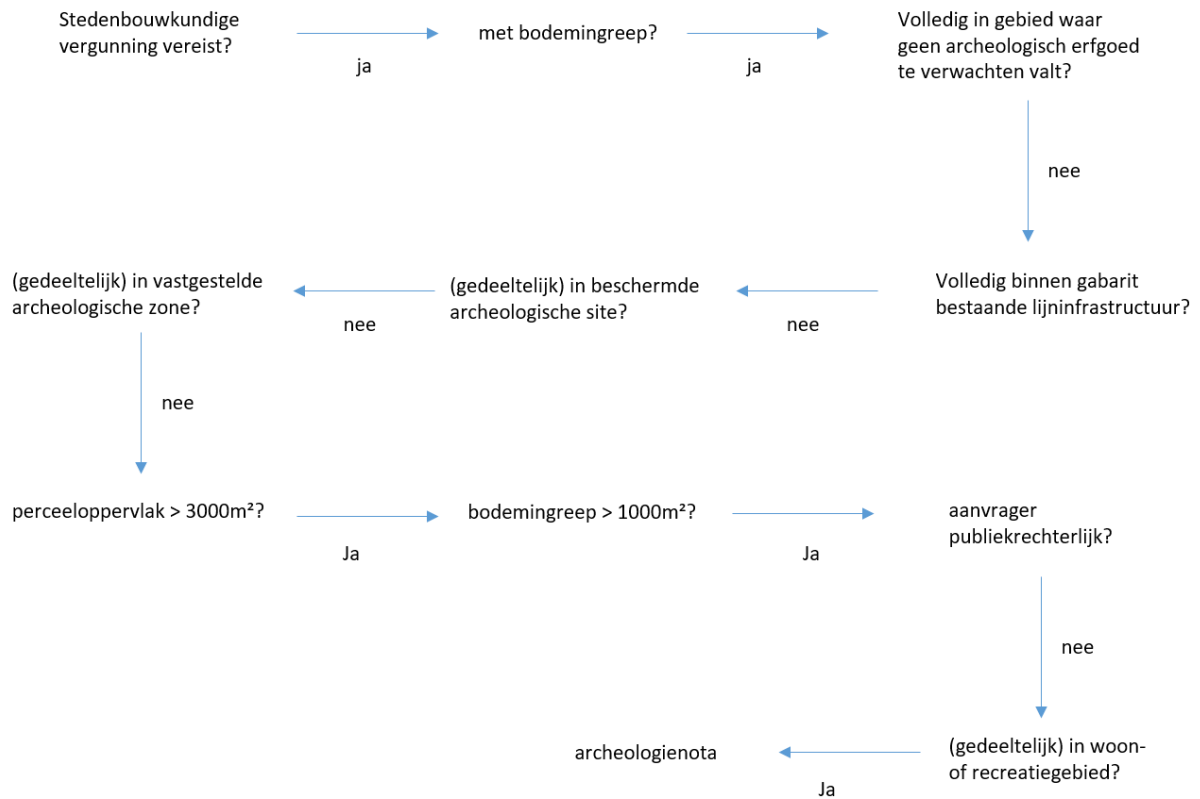 Stedenbouwkundige
vergunning vereist?
ja
met bodemingreep?
ja
Volledig in gebied waar
geen archeologisch erfgoed
te verwachten valt?
nee
Volledig binnen gabarit
bestaande lijninfrastructuur?
nee
(gedeeltelijk) in beschermde
archeologische site?
nee
(gedeeltelijk) in vastgestelde
archeologische zone?
nee
perceeloppervlak > 3000m²?
Ja
bodemingreep > 1000m²?
Ja
aanvrager
publiekrechterlijk?
nee
(gedeeltelijk) in woon-
of recreatiegebied?
Ja
archeologienota